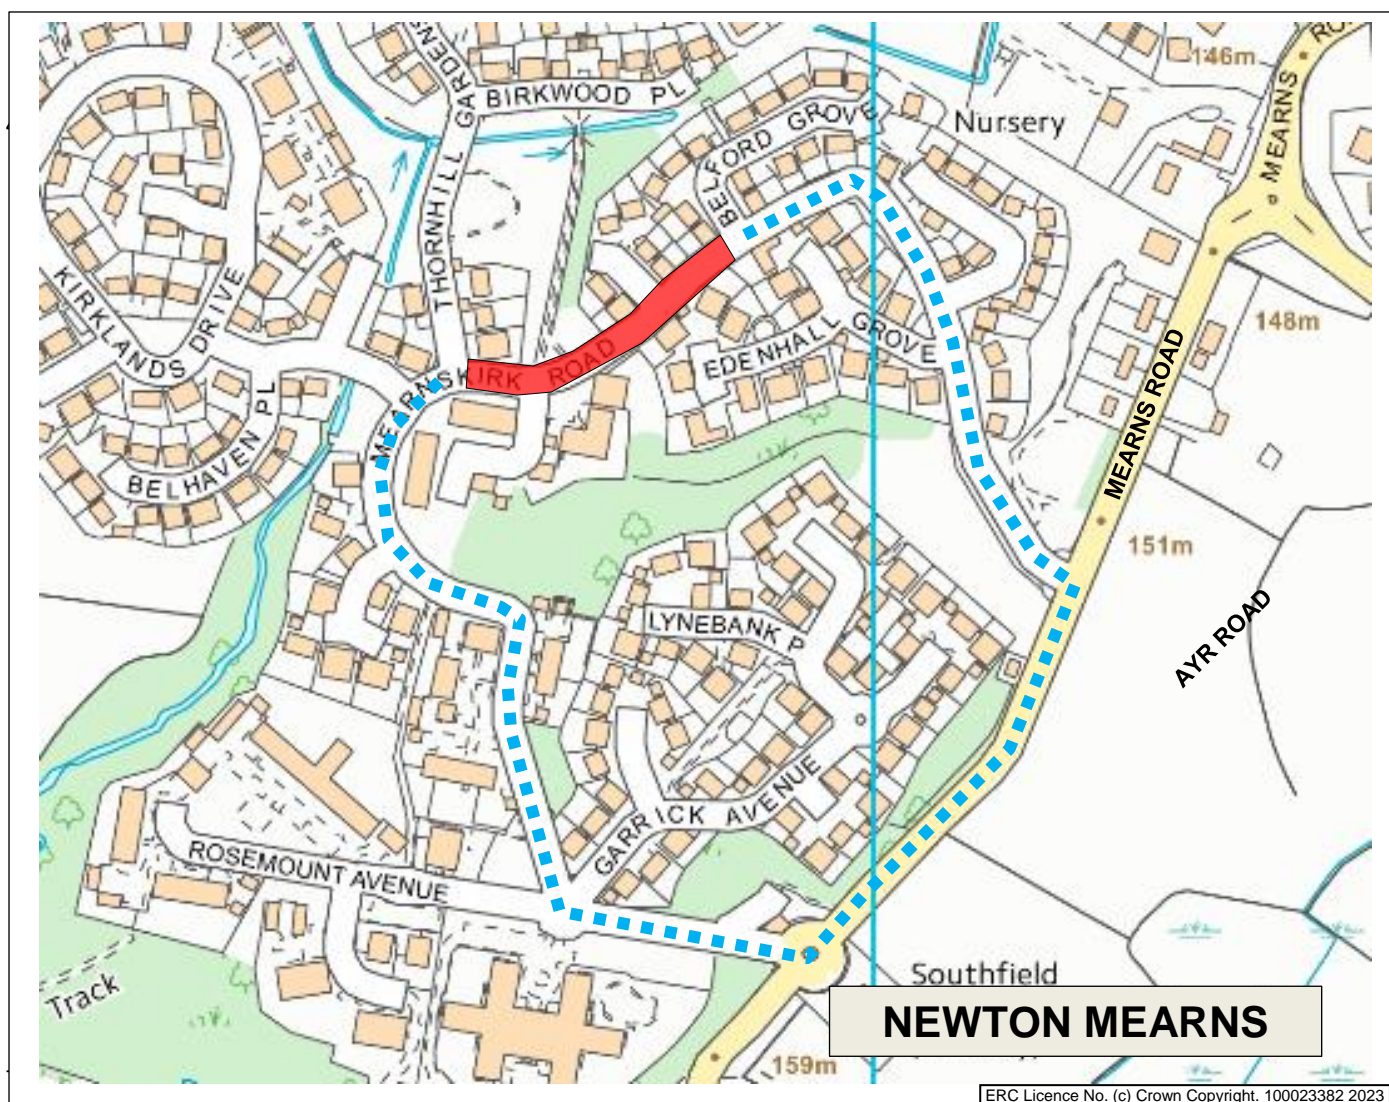 146m
ROAD
MEARNS
GARDENS
THORNHILL
BIRKWOOD PL
BELFORD GROVE
Nursery
KIRKLANDS DRIVE
MEARNSKIRK ROAD
EDENHALL GROVE
148m
MEARNS ROAD
BELHAVEN PL
151m
AYR ROAD
LYNEBANK P
GARRICK AVENUE
ROSEMOUNT AVENUE
Track
Southfield
NEWTON MEARNS
159m
ERC Licence No. (c) Crown Copyright. 100023382 2023